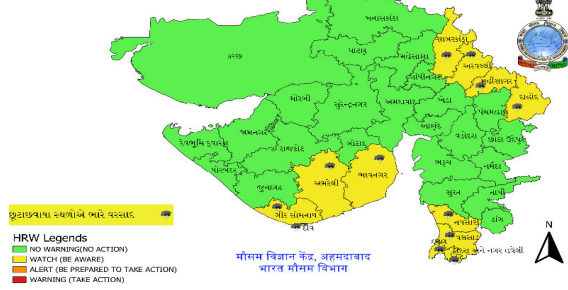 બનાસકાંઠા
પાટણ
મહેસાણા
સાબરકાંઠા
અરવલ્લી
કચ્છ
ગાંધીનગર
મહીસાગર
મોરબી
સુરેન્દ્રનગર
અમદાવાદ
ખેડા
પંચમહાલ
દાહોદ
જામનગર
દેવભૂમિ દ્વારકા
રાજકોટ
બોટાદ
આણંદ
વડોદરા
છોટા ઉદેપુર
પોરબંદર
જુનાગઢ
અમરેલી
ભાવનગર
ભરૂચ
નર્મદા
ગીર સોમનાથ
દીવ
સુરત
તાપી
નવસારી
ડાંગ
વલસાડ
દમણ
છુટાછવાયા સ્થળોએ ભારે વરસાદ
HRW Legends
NO WARNING(NO ACTION)
WATCH (BE AWARE)
ALERT (BE PREPARED TO TAKE ACTION)
WARNING (TAKE ACTION)
मौसम विज्ञान केंद्र, अहमदाबाद
भारत मौसम विभाग
N